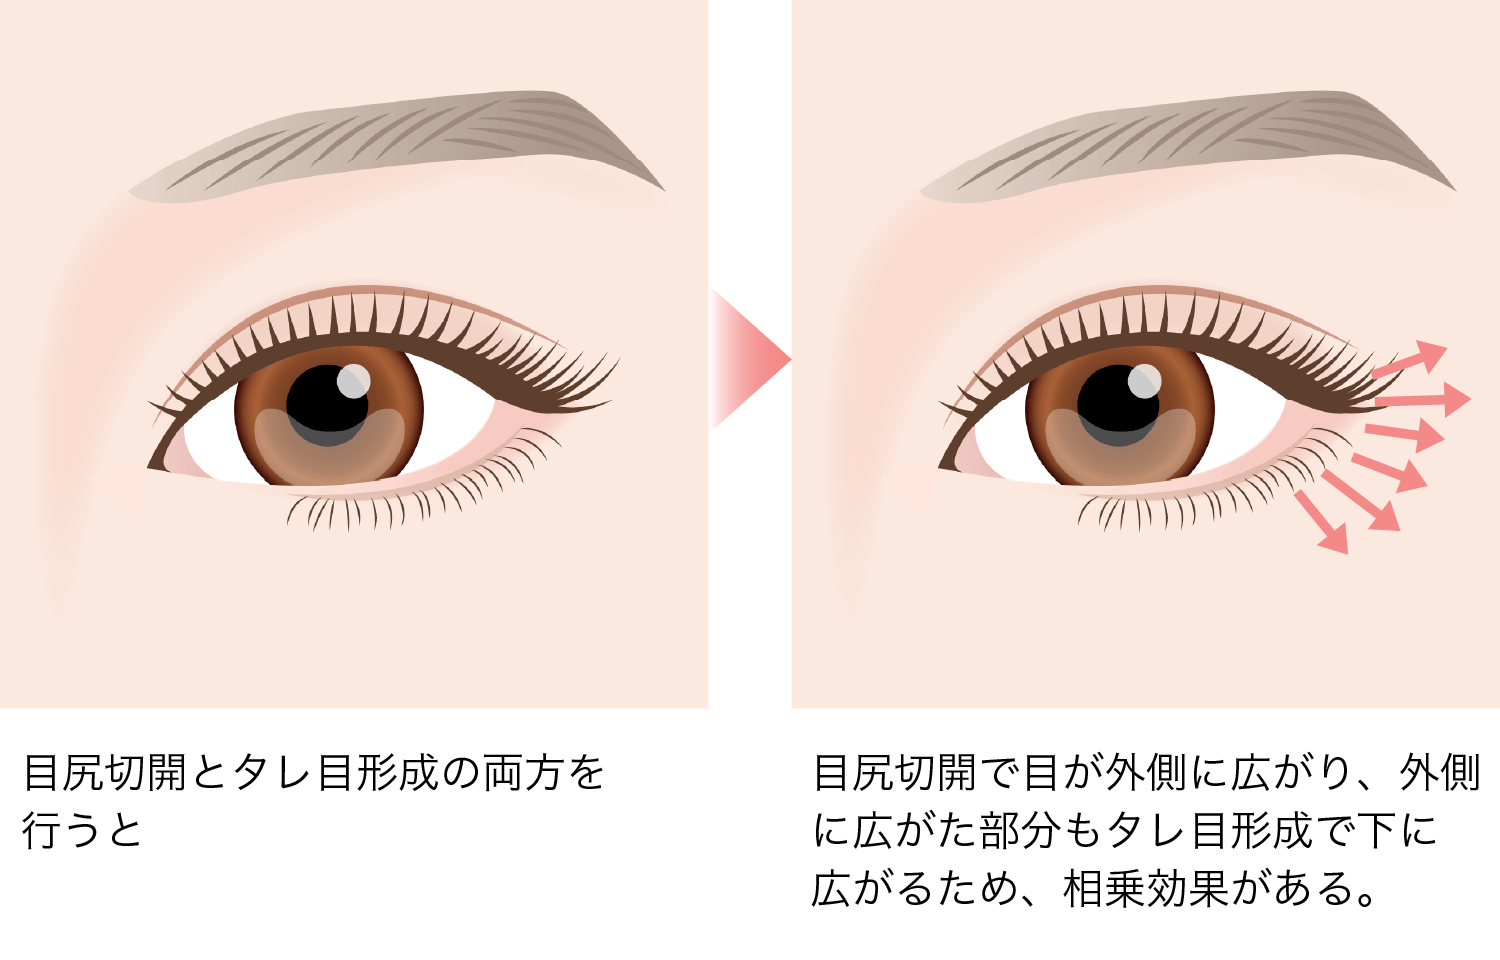 目尻切開とタレ目形成の両方を
行うと
目尻切開で目が外側に広がり、外側
に広がた部分もタレ目形成で下に
広がるため、相乗効果がある。